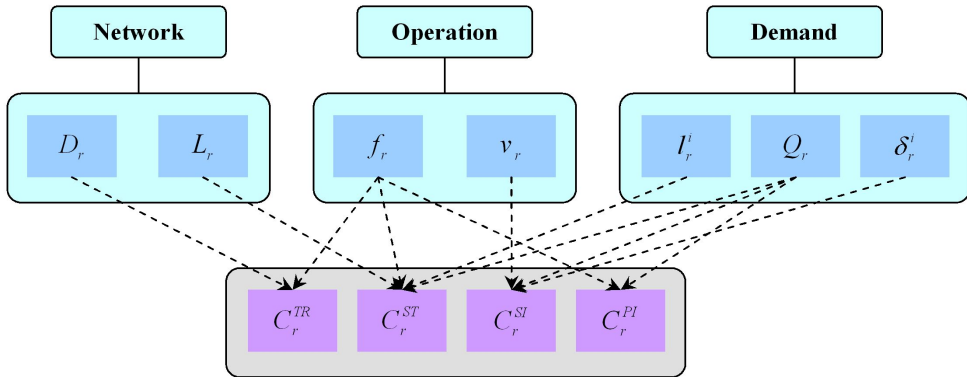 Network Operation Demand
D_r L_r f_r v_r l_r^i Q_r δ_r^i
C_r^{TR} C_r^{ST} C_r^{SI} C_r^{PI}